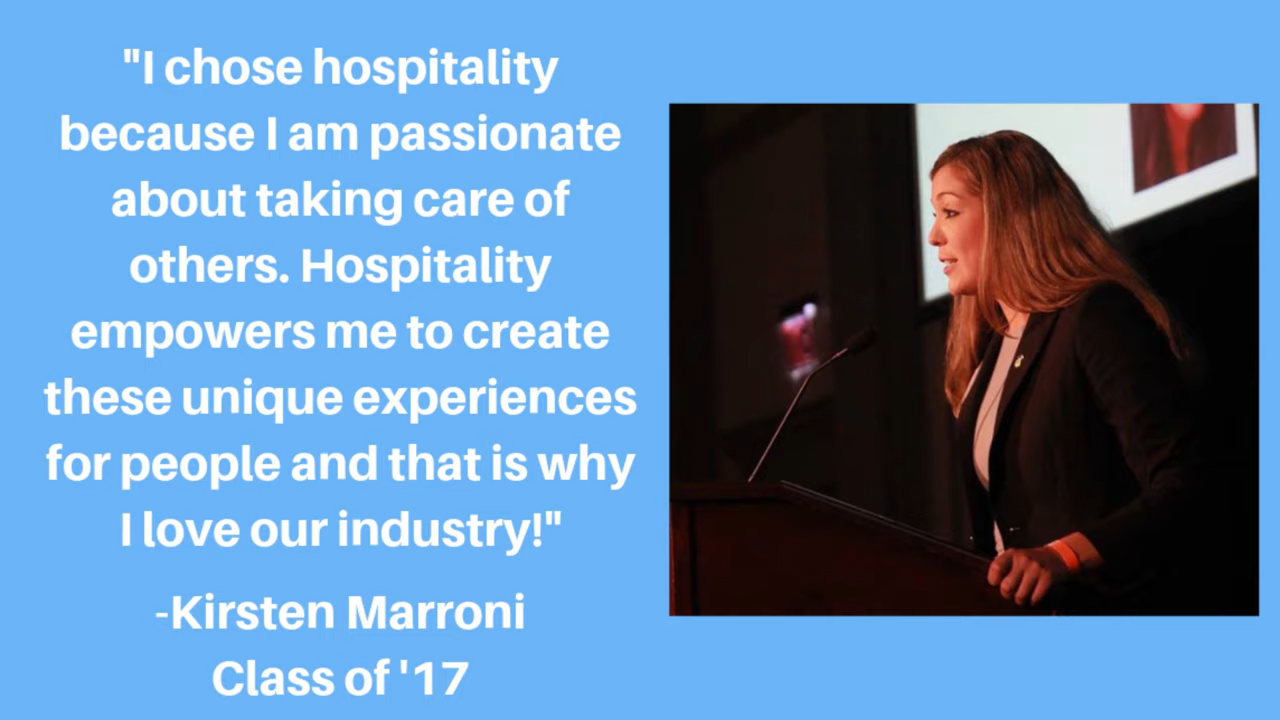 "I chose hospitality
because I am passionate
about taking care of
others. Hospitality
empowers me to create
these unique experiences
for people and that is why
I love our industry!"
-Kirsten Marroni
Class of '17